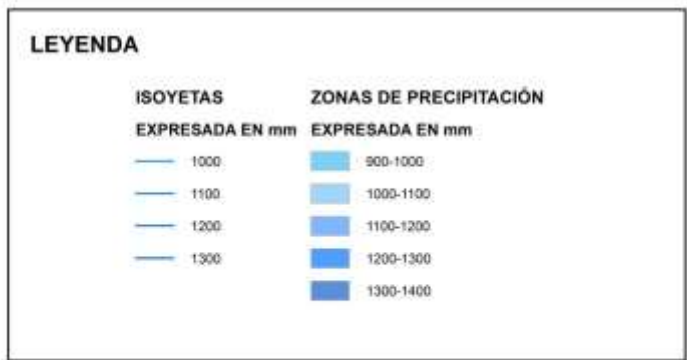 LEYENDA
ISOYETAS ZONAS DE PRECIPITACIÓN
EXPRESADA EN mm EXPRESADA EN mm
1000 900-1000
1100 1000-1100
1200 1100-1200
1300 1200-1300
1300-1400